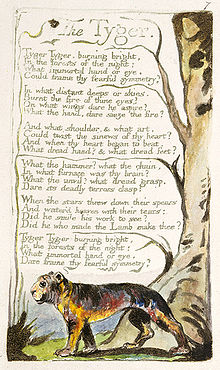 The Tyger.
Tyger Tyger, burning bright,
In the forests of the night:
What immortal hand or eye,
Could frame thy fearful symmetry?
In what distant deeps or skies.
Burnt the fire of thine eyes?
On what wings dare he aspire?
What the hand, dare sieze the fire?
And what shoulder, & what art,
Could twist the sinews of thy heart?
And when thy heart began to beat,
What dread hand? & what dread feet?
What the hammer? what the chain,
In what furnace was thy brain?
What the anvil? what dread grasp,
Dare its deadly terrors clasp?
When the stars threw down their spears
And water'd heaven with their tears:
Did he smile his work to see?
Did he who made the Lamb make thee?
Tyger Tyger burning bright,
In the forests of the night:
What immortal hand or eye,
Dare frame thy fearful symmetry?